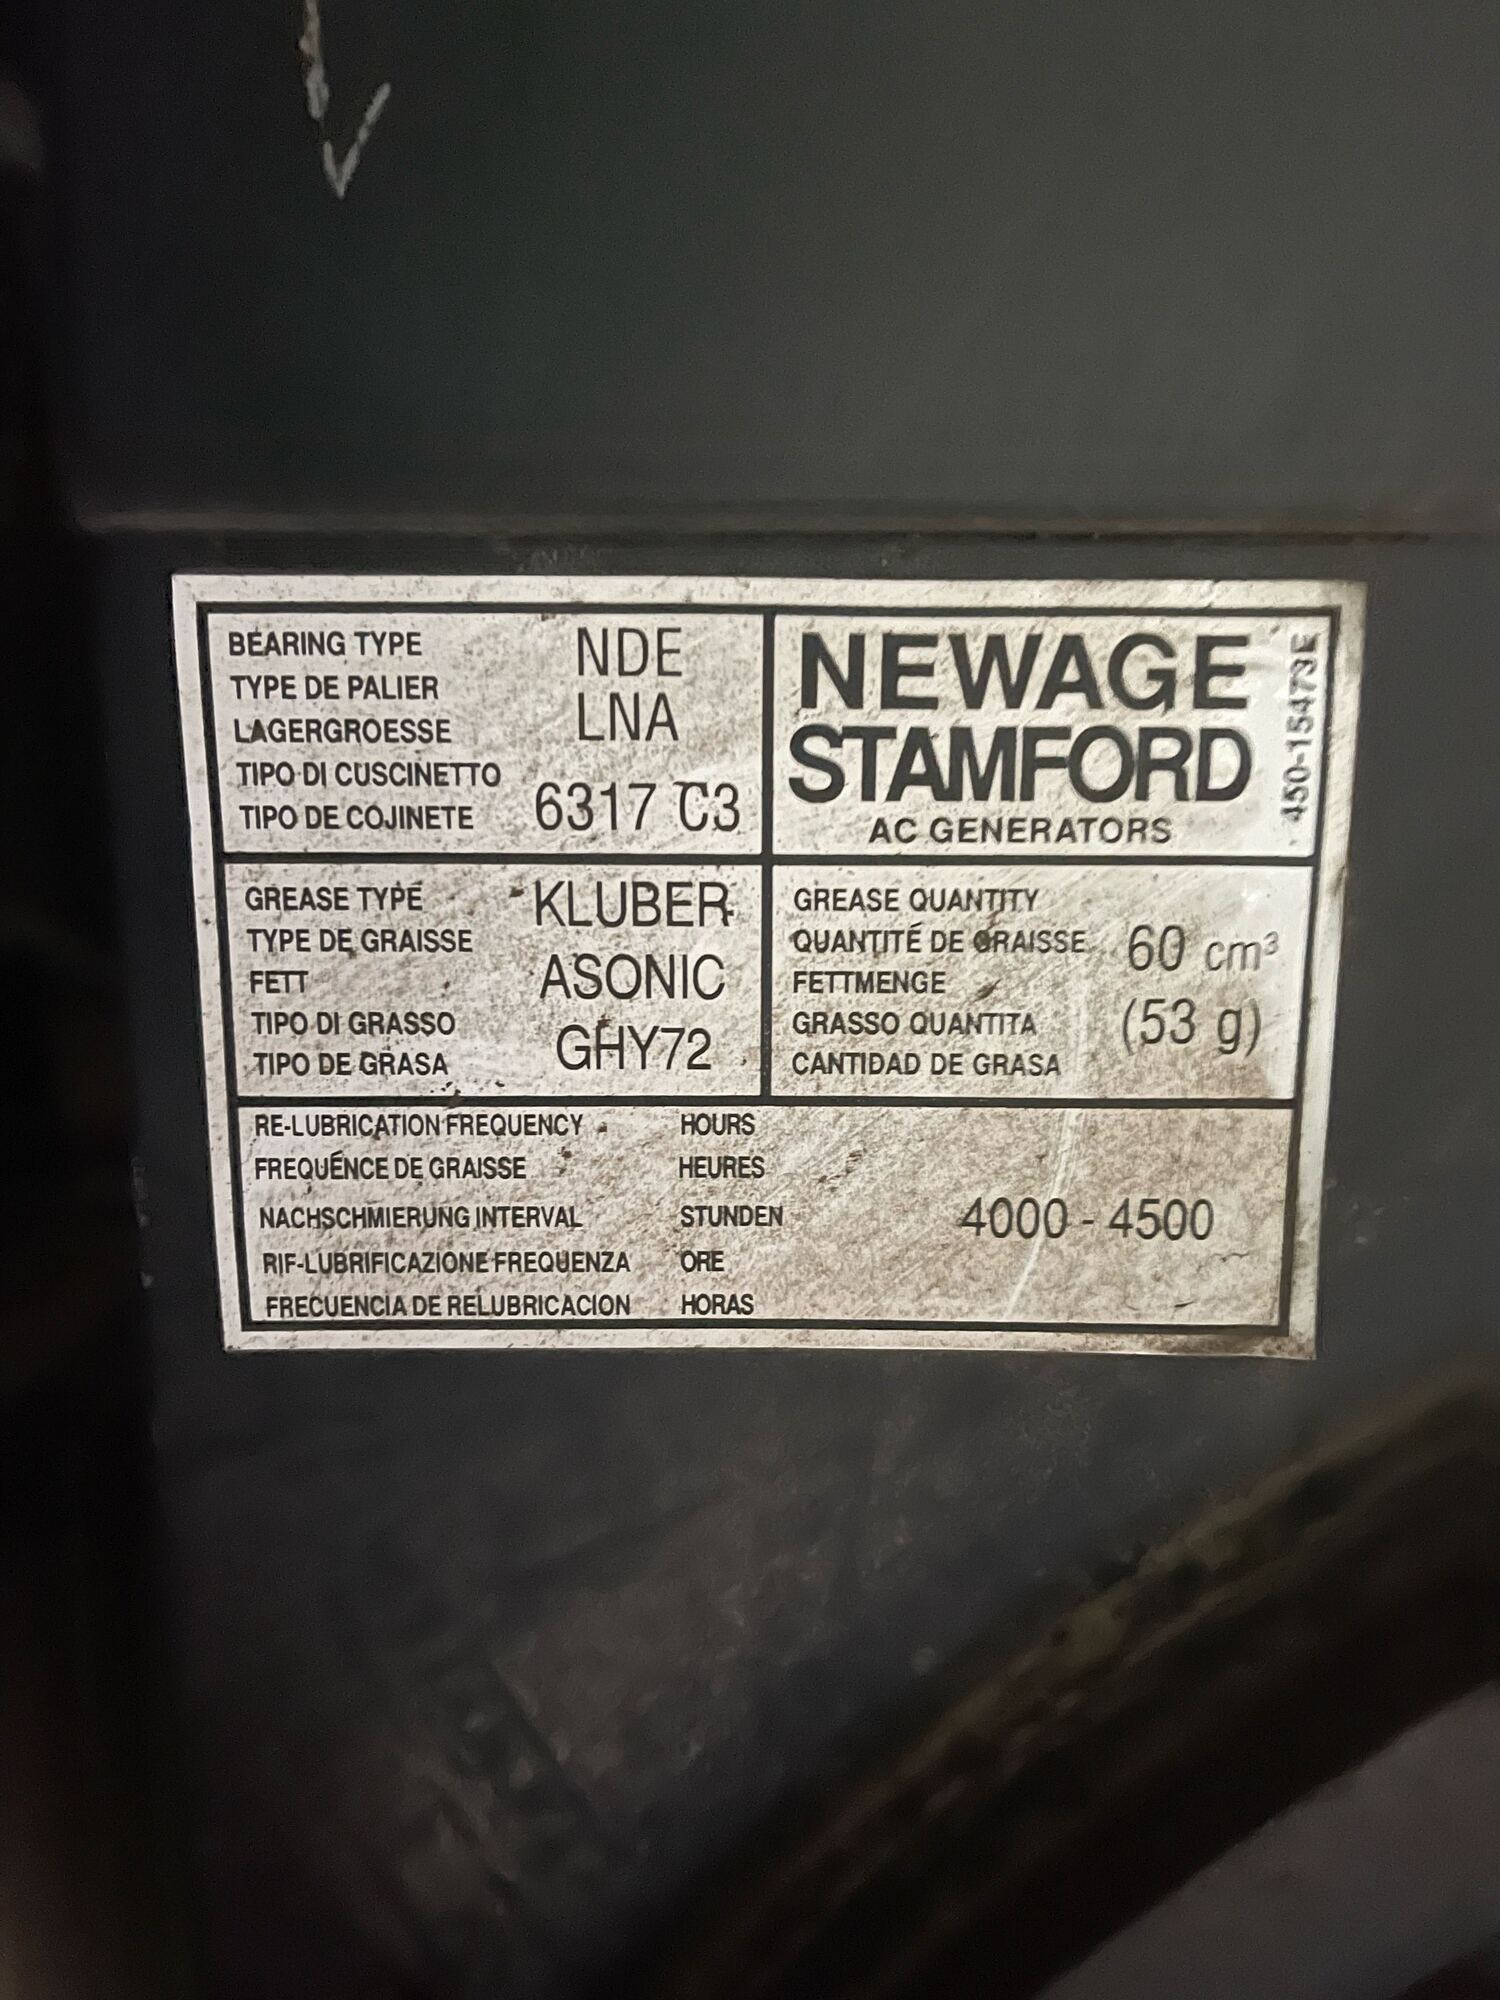 BEARING TYPE
TYPE DE PALIER
LAGERGROESSE
TIPO DI CUSCINETTO
TIPO DE COJINETE
NDE
LNA
6317 C3
NEWAGE
STAMFORD
AC GENERATORS
450-15473E
GREASE TYPE
TYPE DE GRAISSE
FETT
TIPO DI GRASSO
TIPO DE GRASA
KLUBER
ASONIC
GHY72
GREASE QUANTITY
QUANTITÉ DE GRAISSE
FETTMENGE
GRASSO QUANTITA
CANTIDAD DE GRASA
60 cm³
(53 g)
RE-LUBRICATION FREQUENCY HOURS
FREQUÉNCE DE GRAISSE HEURES
NACHSCHMIERUNG INTERVAL STUNDEN
RIF-LUBRIFICAZIONE FREQUENZA ORE
FRECUENCIA DE RELUBRICACION HORAS
4000 - 4500